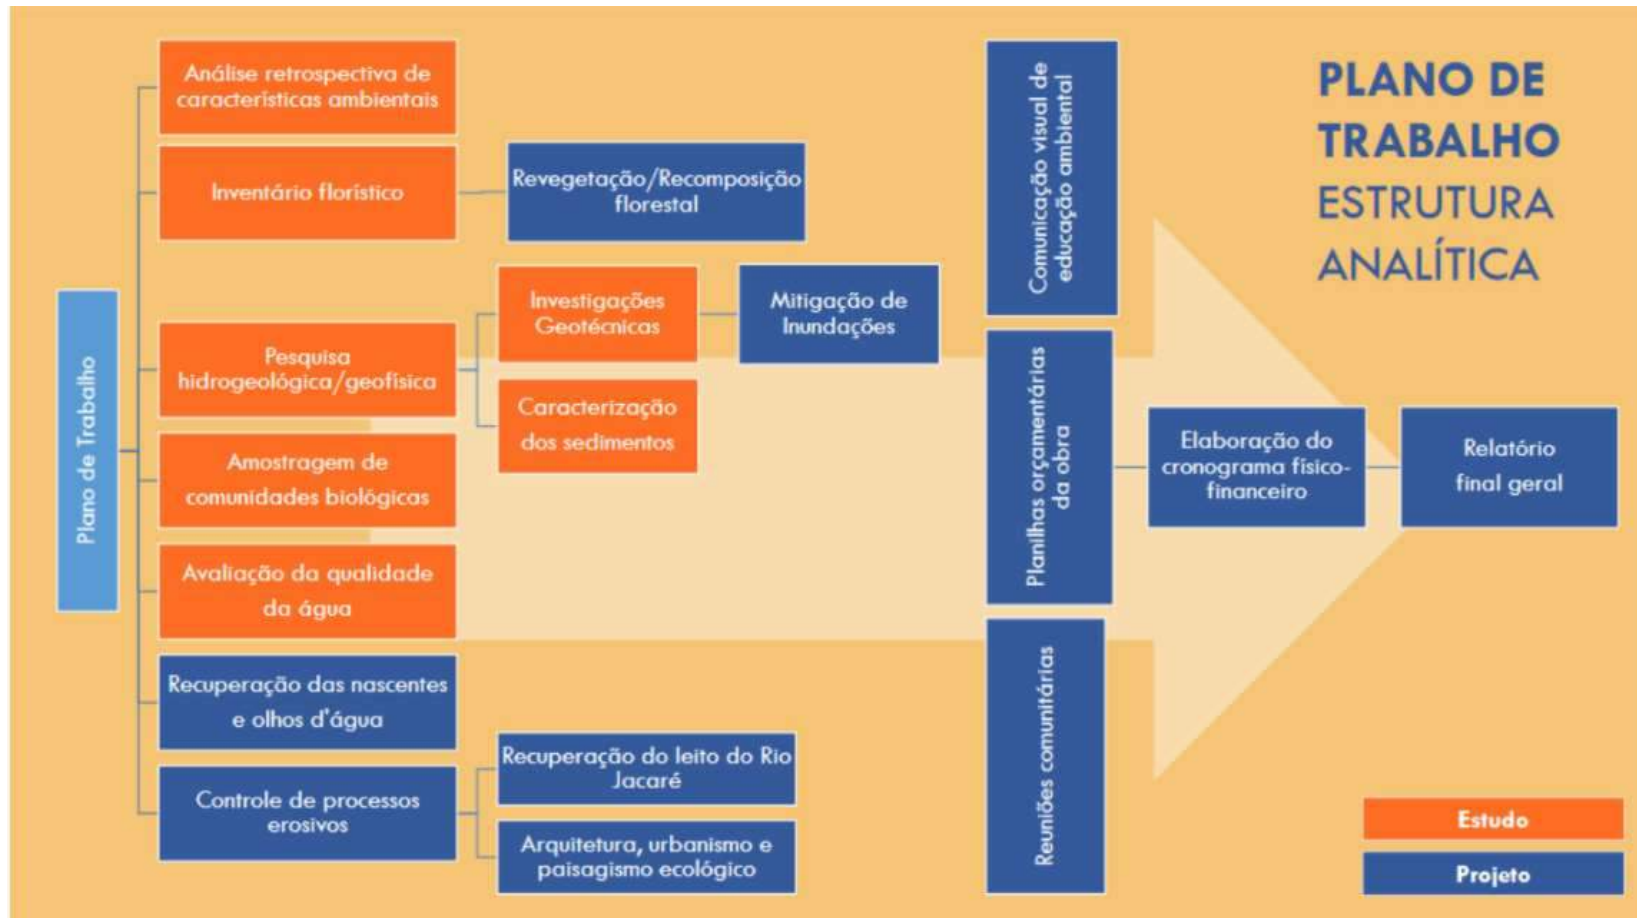 PLANO DE
TRABALHO
ESTRUTURA
ANALÍTICA
Plano de Trabalho
Análise retrospectiva de
características ambientais
Inventário florístico
Revegetação/Recomposição
florestal
Pesquisa
hidrogeológica/geofísica
Investigações
Geotécnicas
Mitigação de
Inundações
Caracterização
dos sedimentos
Amostragem de
comunidades biológicas
Avaliação da qualidade
da água
Recuperação das nascentes
e olhos d'água
Controle de processos
erosivos
Recuperação do leito do Rio
Jacaré
Arquitetura, urbanismo e
paisagismo ecológico
Comunicação visual de
educação ambiental
Planilhas orçamentárias
da obra
Reuniões comunitárias
Elaboração do
cronograma físico-
financeiro
Relatório
final geral
Estudo
Projeto